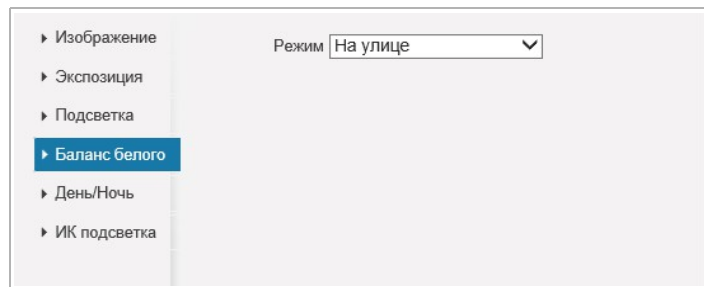 Изображение
Режим На улице
Экспозиция
Подсветка
Баланс белого
День/Ночь
ИК подсветка